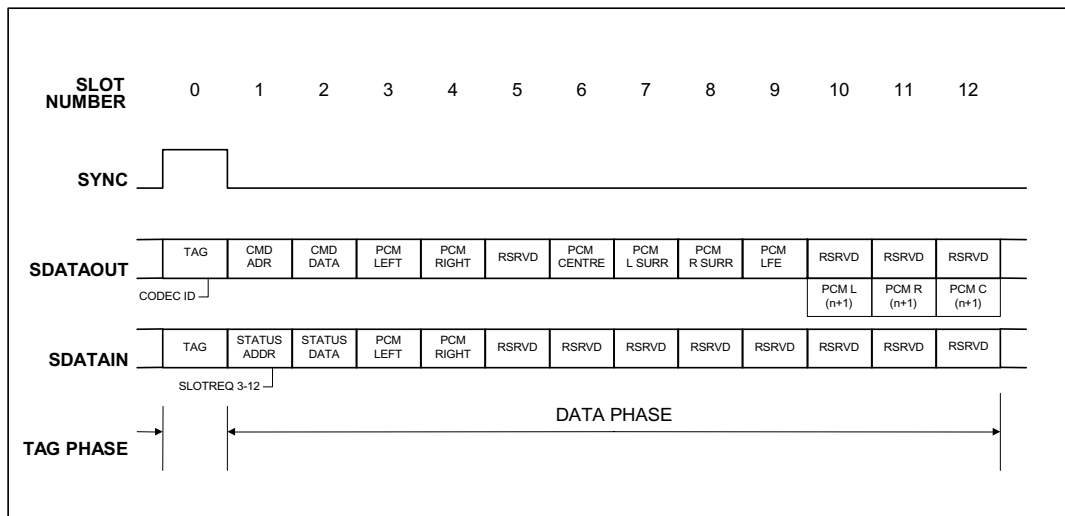 SLOT
NUMBER
0 1 2 3 4 5 6 7 8 9 10 11 12
SYNC
SDATAOUT
TAG
CMD
ADR
CMD
DATA
PCM
LEFT
PCM
RIGHT
RSRVD
PCM
CENTRE
PCM
L SURR
PCM
R SURR
PCM
LFE
RSRVD
RSRVD
RSRVD
CODEC ID
PCM L
(n+1)
PCM R
(n+1)
PCM C
(n+1)
SDATAIN
TAG
STATUS
ADDR
STATUS
DATA
PCM
LEFT
PCM
RIGHT
RSRVD
RSRVD
RSRVD
RSRVD
RSRVD
RSRVD
RSRVD
RSRVD
SLOTREQ 3-12
DATA PHASE
TAG PHASE